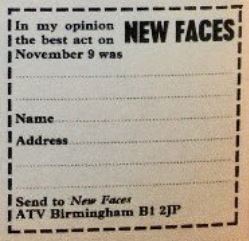 In my opinion
the best act on
November 9 was
NEW FACES
Name
Address
Send to New Faces
ATV Birmingham B1 2JP